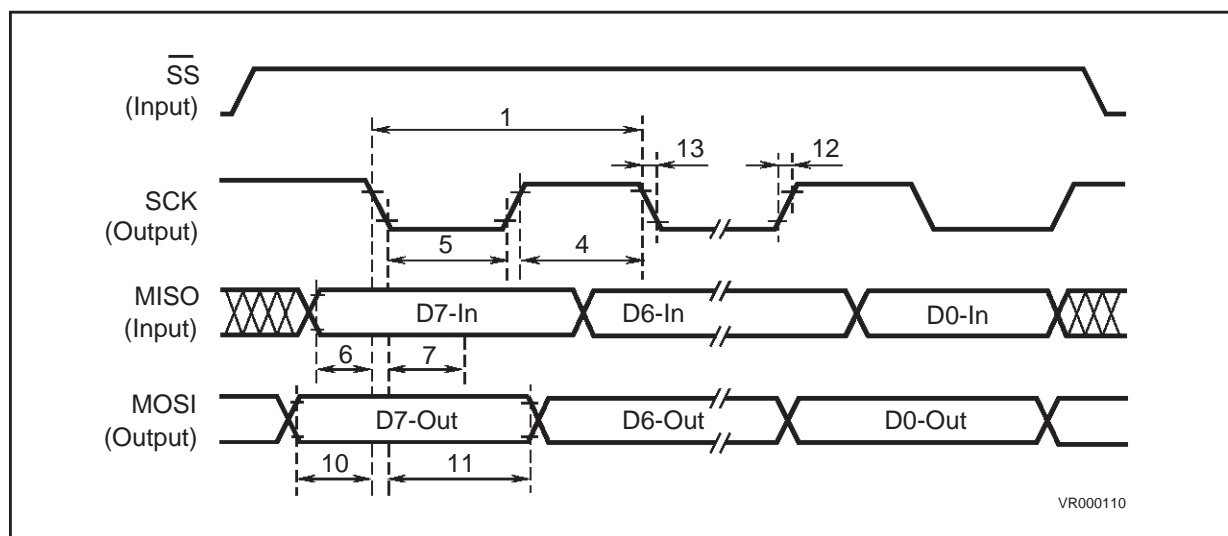 S̅S̅
(Input)
1
13
12
SCK
(Output)
5
4
MISO
(Input)
D7-In
D6-In
D0-In
6
7
MOSI
(Output)
D7-Out
D6-Out
D0-Out
10
11
VR000110